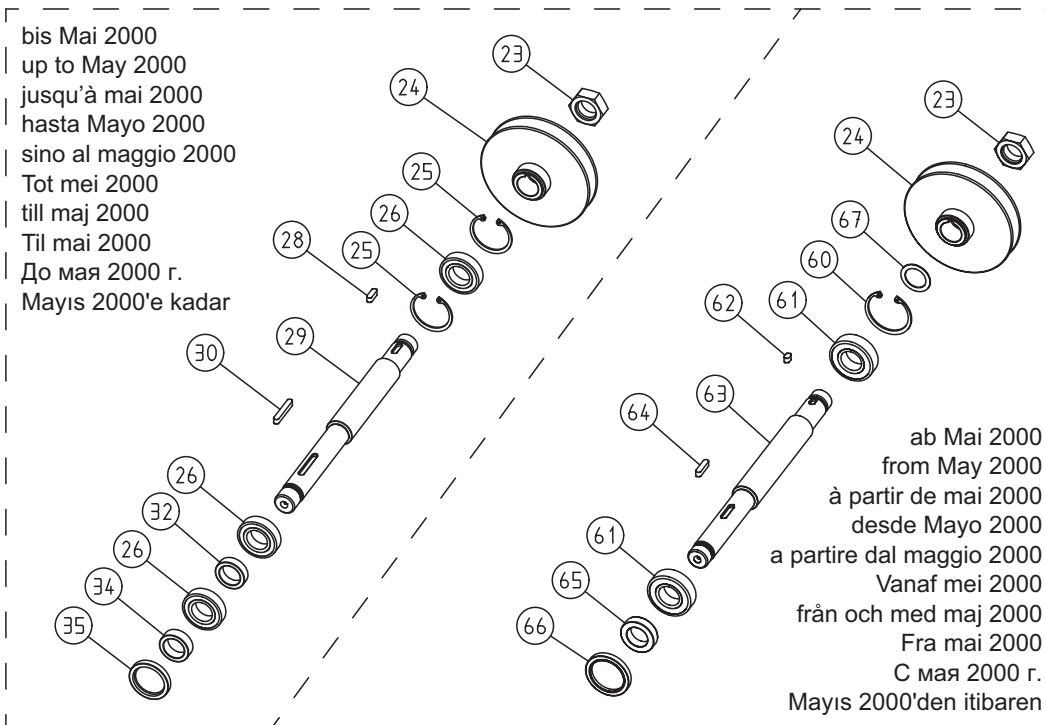 bis Mai 2000
up to May 2000
jusqu'à mai 2000
hasta Mayo 2000
sino al maggio 2000
Tot mei 2000
till maj 2000
Til mai 2000
До мая 2000 г.
Mayıs 2000'e kadar
23
24
25
26
28
25
29
30
26
32
26
34
35
23
24
67
60
61
62
63
64
61
65
66
ab Mai 2000
from May 2000
à partir de mai 2000
desde Mayo 2000
a partire dal maggio 2000
Vanaf mei 2000
från och med maj 2000
Fra mai 2000
С мая 2000 г.
Mayıs 2000'den itibaren